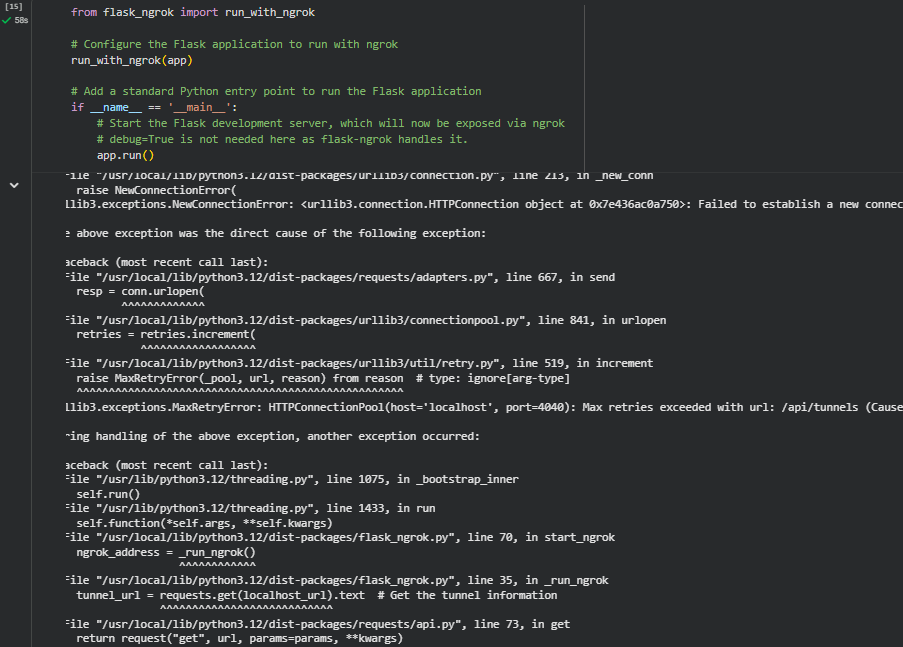 [15]
58s
from flask_ngrok import run_with_ngrok
# Configure the Flask application to run with ngrok
run_with_ngrok(app)
# Add a standard Python entry point to run the Flask application
if __name__ == '__main__':
# Start the Flask development server, which will now be exposed via ngrok
# debug=True is not needed here as flask-ngrok handles it.
app.run()
"/usr/local/lib/python3.12/dist-packages/urllib3/connection.py", line 213, in _new_conn
raise NewConnectionError(
llib3.exceptions.NewConnectionError: <urllib3.connection.HTTPConnection object at 0x7e436ac0a750>: Failed to establish a new connec
e above exception was the direct cause of the following exception:
aceback (most recent call last):
File "/usr/local/lib/python3.12/dist-packages/requests/adapters.py", line 667, in send
resp = conn.urlopen(
^^^^^^^^^^^^^
File "/usr/local/lib/python3.12/dist-packages/urllib3/connectionpool.py", line 841, in urlopen
retries = retries.increment(
^^^^^^^^^^^^^^^^^^
File "/usr/local/lib/python3.12/dist-packages/urllib3/util/retry.py", line 519, in increment
raise MaxRetryError(_pool, url, reason) from reason  # type: ignore[arg-type]
^^^^^^^^^^^^^^^^^^^^^^^^^^^^^^^^^^^^^^^^^^^^^^^^^^^
llib3.exceptions.MaxRetryError: HTTPConnectionPool(host='localhost', port=4040): Max retries exceeded with url: /api/tunnels (Cause
ring handling of the above exception, another exception occurred:
aceback (most recent call last):
File "/usr/lib/python3.12/threading.py", line 1075, in _bootstrap_inner
self.run()
File "/usr/lib/python3.12/threading.py", line 1433, in run
self.function(*self.args, **self.kwargs)
File "/usr/local/lib/python3.12/dist-packages/flask_ngrok.py", line 70, in start_ngrok
ngrok_address = _run_ngrok()
^^^^^^^^^^^^
File "/usr/local/lib/python3.12/dist-packages/flask_ngrok.py", line 35, in _run_ngrok
tunnel_url = requests.get(localhost_url).text  # Get the tunnel information
^^^^^^^^^^^^^^^^^^^^^^^^^^^
File "/usr/local/lib/python3.12/dist-packages/requests/api.py", line 73, in get
return request("get", url, params=params, **kwargs)